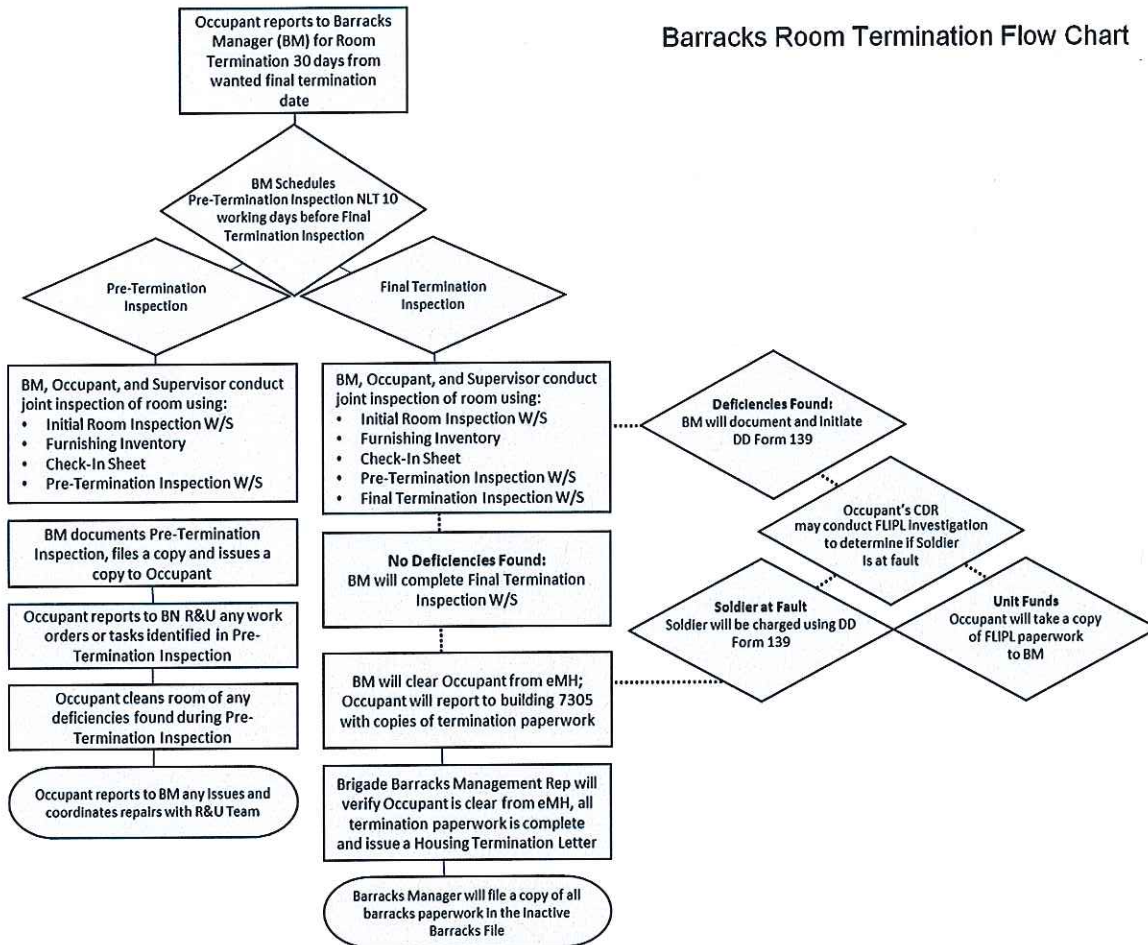 Barracks Room Termination Flow Chart
Occupant reports to Barracks
Manager (BM) for Room
Termination 30 days from
wanted final termination
date
BM Schedules
Pre-Termination Inspection NLT 10
working days before Final
Termination Inspection
Pre-Termination
Inspection
Final Termination
Inspection
BM, Occupant, and Supervisor conduct
joint inspection of room using:
• Initial Room Inspection W/S
• Furnishing Inventory
• Check-In Sheet
• Pre-Termination Inspection W/S
BM documents Pre-Termination
Inspection, files a copy and issues a
copy to Occupant
Occupant reports to BN R&U any work
orders or tasks identified in Pre-
Termination Inspection
Occupant cleans room of any
deficiencies found during Pre-
Termination Inspection
Occupant reports to BM any issues and
coordinates repairs with R&U Team
BM, Occupant, and Supervisor conduct
joint inspection of room using:
• Initial Room Inspection W/S
• Furnishing Inventory
• Check-In Sheet
• Pre-Termination Inspection W/S
• Final Termination Inspection W/S
No Deficiencies Found:
BM will complete Final Termination
Inspection W/S
BM will clear Occupant from eMH;
Occupant will report to building 7305
with copies of termination paperwork
Brigade Barracks Management Rep will
verify Occupant is clear from eMH, all
termination paperwork is complete
and issue a Housing Termination Letter
Barracks Manager will file a copy of all
barracks paperwork in the Inactive
Barracks File
Deficiencies Found:
BM will document and Initiate
DD Form 139
Occupant's CDR
may conduct FLIPL Investigation
to determine if Soldier
is at fault
Soldier at Fault
Soldier will be charged using DD
Form 139
Unit Funds
Occupant will take a copy
of FLIPL paperwork
to BM